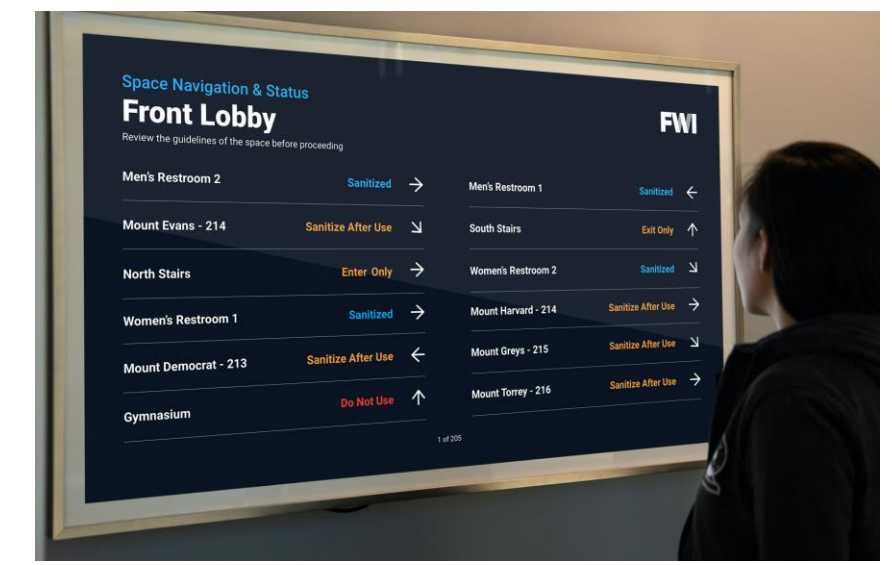 Space Navigation & Status
Front Lobby
Review the guidelines of the space before proceeding
FWI
Men's Restroom 2 Sanitized →
Mount Evans - 214 Sanitize After Use ↘
North Stairs Enter Only →
Women's Restroom 1 Sanitized →
Mount Democrat - 213 Sanitize After Use ←
Gymnasium Do Not Use ↑
Men's Restroom 1 Sanitized ←
South Stairs Exit Only ↑
Women's Restroom 2 Sanitized ↘
Mount Harvard - 214 Sanitize After Use →
Mount Greys - 215 Sanitize After Use ↘
Mount Torrey - 216 Sanitize After Use →
1 of 205